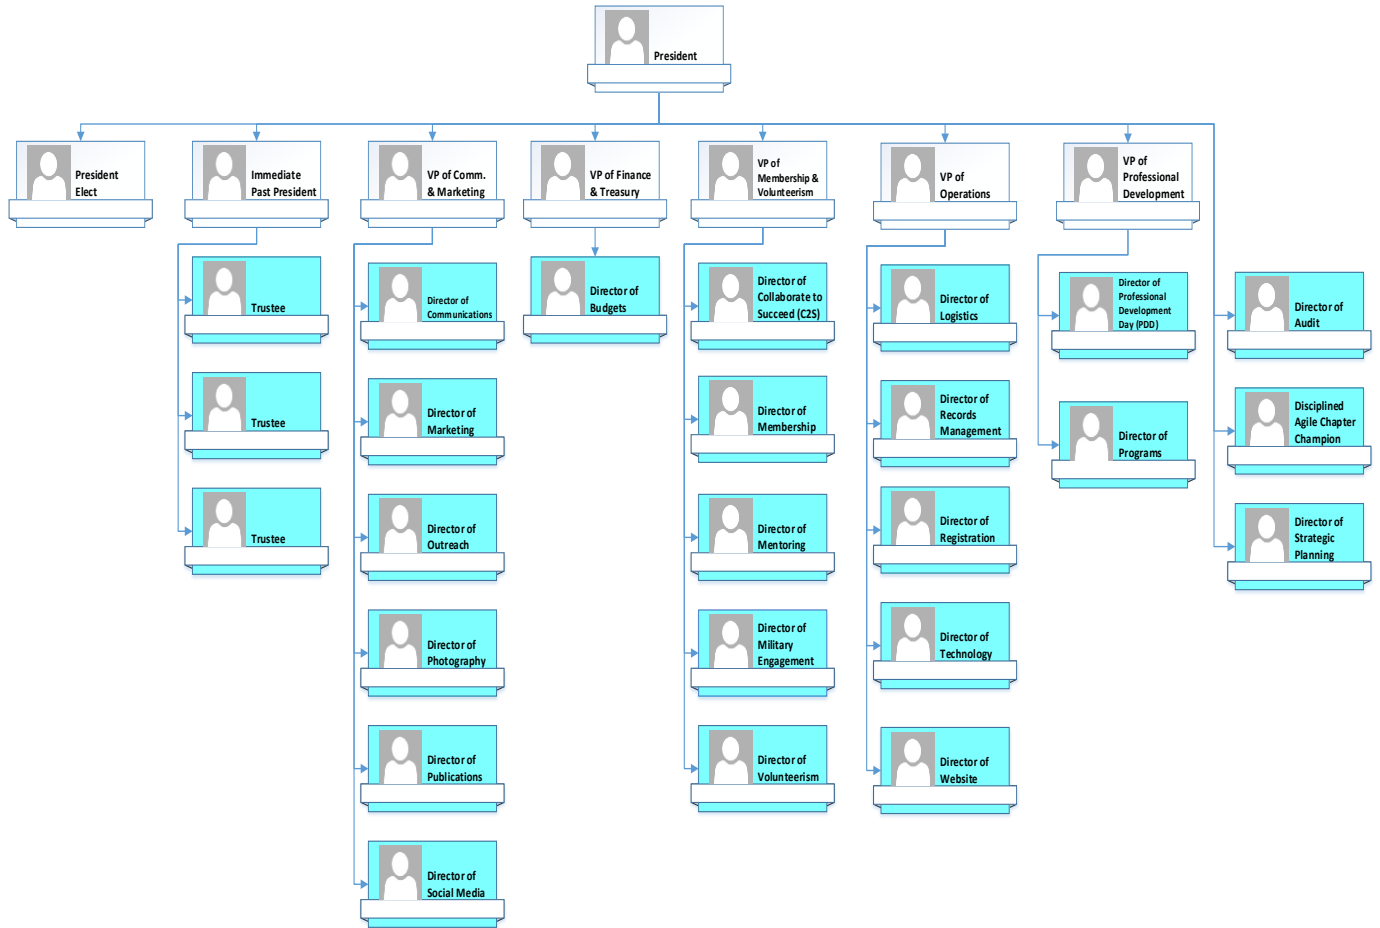 President
President
Elect
Immediate
Past President
VP of Comm.
& Marketing
VP of Finance
& Treasury
VP of
Membership &
Volunteerism
VP of
Operations
VP of
Professional
Development
Trustee
Trustee
Trustee
Director of
Communications
Director of
Marketing
Director of
Outreach
Director of
Photography
Director of
Publications
Director of
Social Media
Director of
Budgets
Director of
Collaborate to
Succeed (C2S)
Director of
Membership
Director of
Mentoring
Director of
Military
Engagement
Director of
Volunteerism
Director of
Logistics
Director of
Records
Management
Director of
Registration
Director of
Technology
Director of
Website
Director of
Professional
Development
Day (PDD)
Director of
Programs
Director of
Audit
Disciplined
Agile Chapter
Champion
Director of
Strategic
Planning